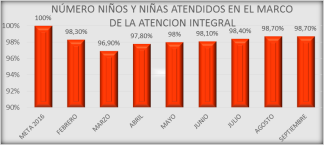 NÚMERO NIÑOS Y NIÑAS ATENDIDOS EN EL MARCO
DE LA ATENCION INTEGRAL
100%
98,30%
96,90%
97,80%
98%
98,10%
98,40%
98,70%
98,70%
100%
98%
96%
94%
92%
90%
META 2016
FEBRERO
MARZO
ABRIL
MAYO
JUNIO
JULIO
AGOSTO
SEPTIEMBRE